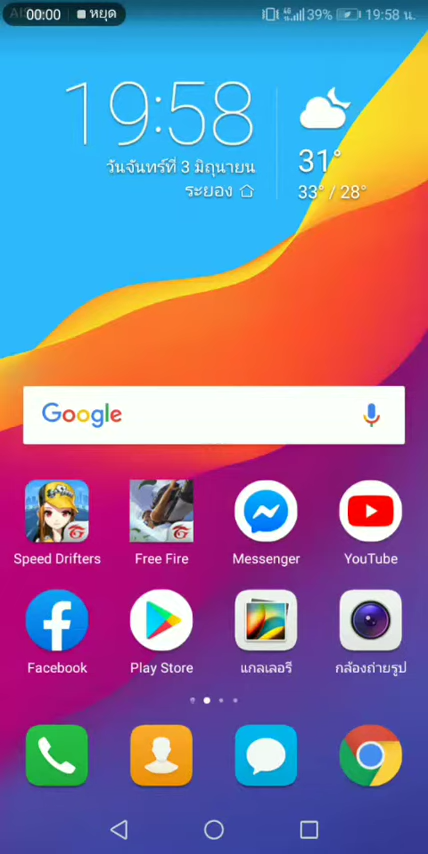 00:00 หยุด 39% 19:58 น.
19:58
วันจันทร์ที่ 3 มิถุนายน
ระยอง
31°
33° / 28°
Google
Speed Drifters Free Fire Messenger YouTube
Facebook Play Store แกลเลอรี กล้องถ่ายรูป